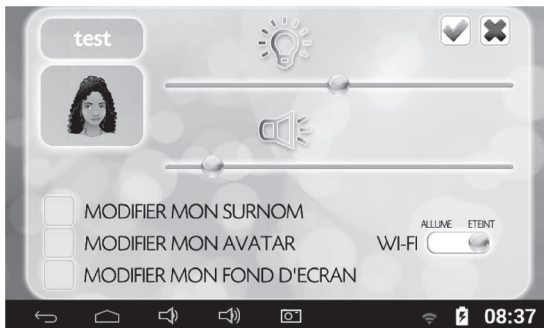 test
MODIFIER MON SURNOM
MODIFIER MON AVATAR
ALLUME ETEINT
WI-FI
MODIFIER MON FOND D'ECRAN
08:37